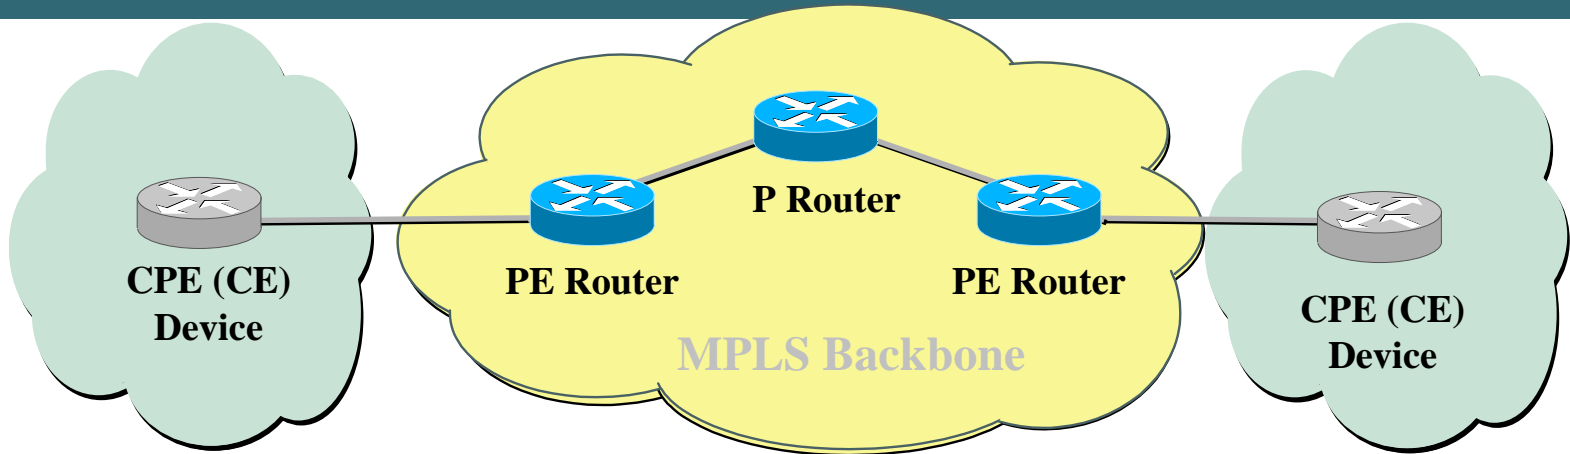 P Router
CPE (CE)
Device
PE Router
PE Router
CPE (CE)
Device
MPLS Backbone